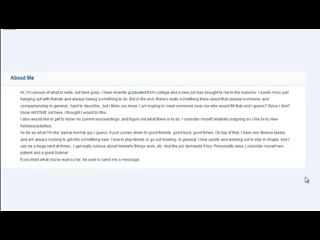 About Me
Hi, I'm unsure of what to write, but here goes. I have recently graduated from college and a new job has brought me to the suburbs. I sorely miss just
hanging out with friends and always having something to do. But in the end, there's really something there about that special someone, and
companionship in general...hard to describe...but I think you know. I am hoping to meet someone near me who would fit that void I guess? Since I don't
know ANYONE out here, I thought I would try this.
I also would like to get to know my current surroundings, and figure out what there is to do. I consider myself relatively outgoing so I like to try new
hobbies/activities.
As far as what I'm like, typical normal guy I guess. It just comes down to good friends, good food, good times. On top of that, I have very diverse tastes
and am always looking to get into something new. I love to play tennis or go out bowling. In general, I love sports and working out to stay in shape. And I
can be a huge nerd at times...I get really curious about how/why things work, etc. And the job demands it too. Personality wise, I consider myself very
patient and a great listener.
If you liked what you've read so far, be sure to send me a message.